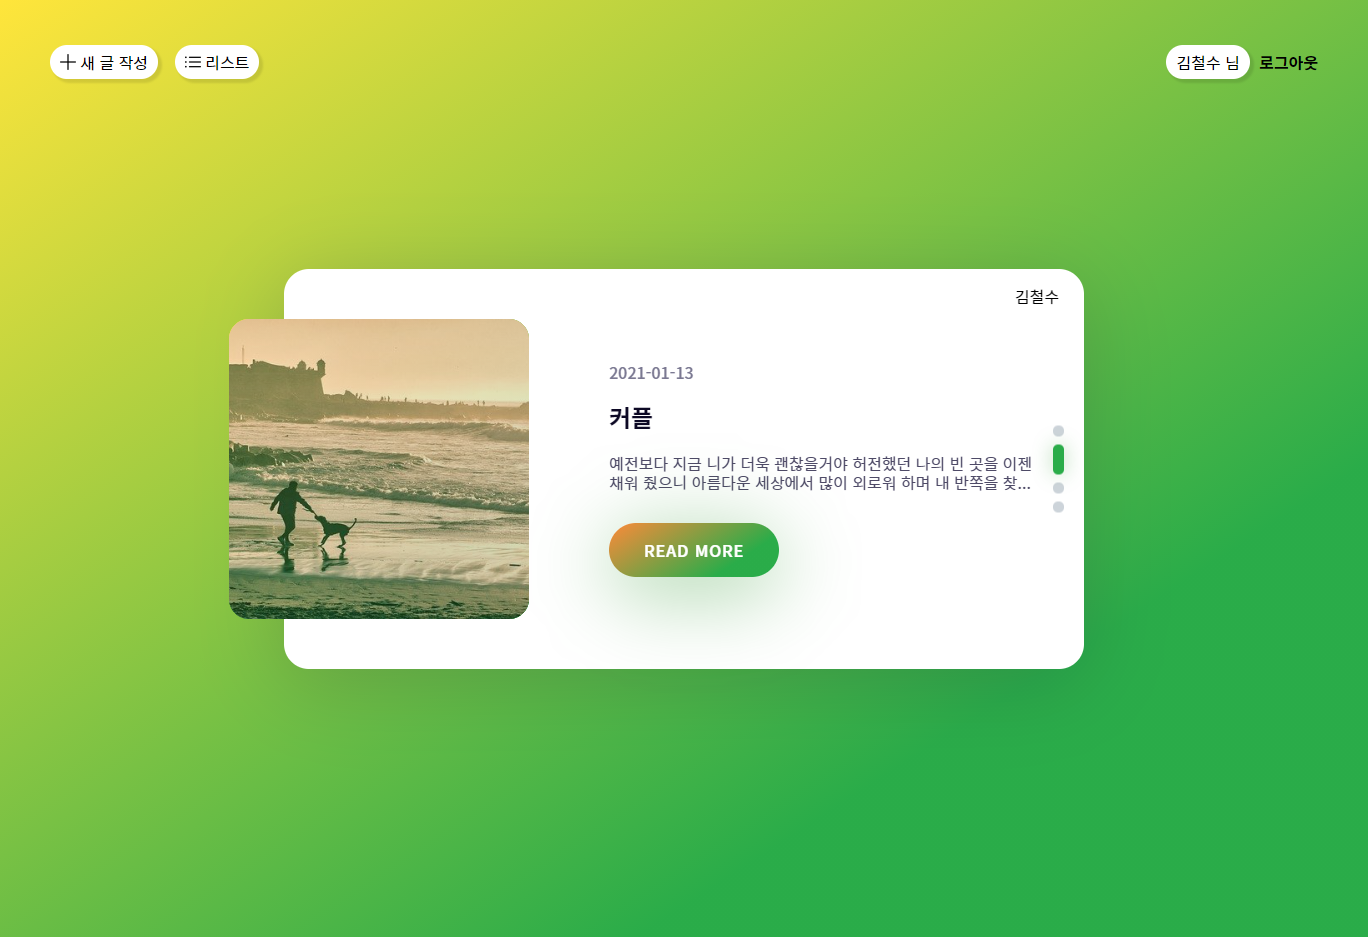 새 글 작성
리스트
김철수 님
로그아웃
김철수
2021-01-13
커플
예전보다 지금 니가 더욱 괜찮을거야 허전했던 나의 빈 곳을 이젠
채워 줬으니 아름다운 세상에서 많이 외로워 하며 내 반쪽을 찾...
READ MORE